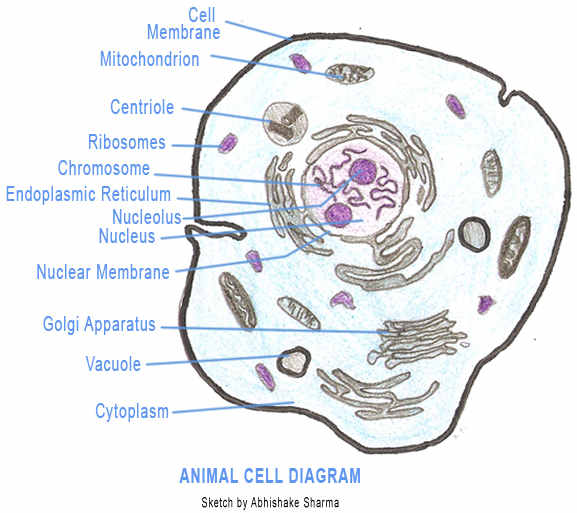 Cell
Membrane
Mitochondrion
Centriole
Ribosomes
Chromosome
Endoplasmic Reticulum
Nucleolus
Nucleus
Nuclear Membrane
Golgi Apparatus
Vacuole
Cytoplasm
ANIMAL CELL DIAGRAM
Sketch by Abhishake Sharma